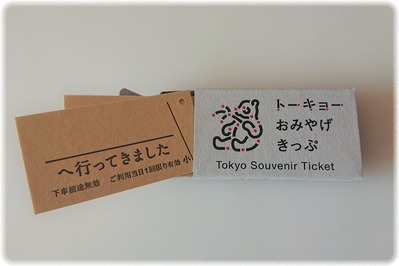 へ行ってきました
下車前途無効 ご利用当日1回限り有効 小
トーキョー
おみやげ
きっぷ
Tokyo Souvenir Ticket